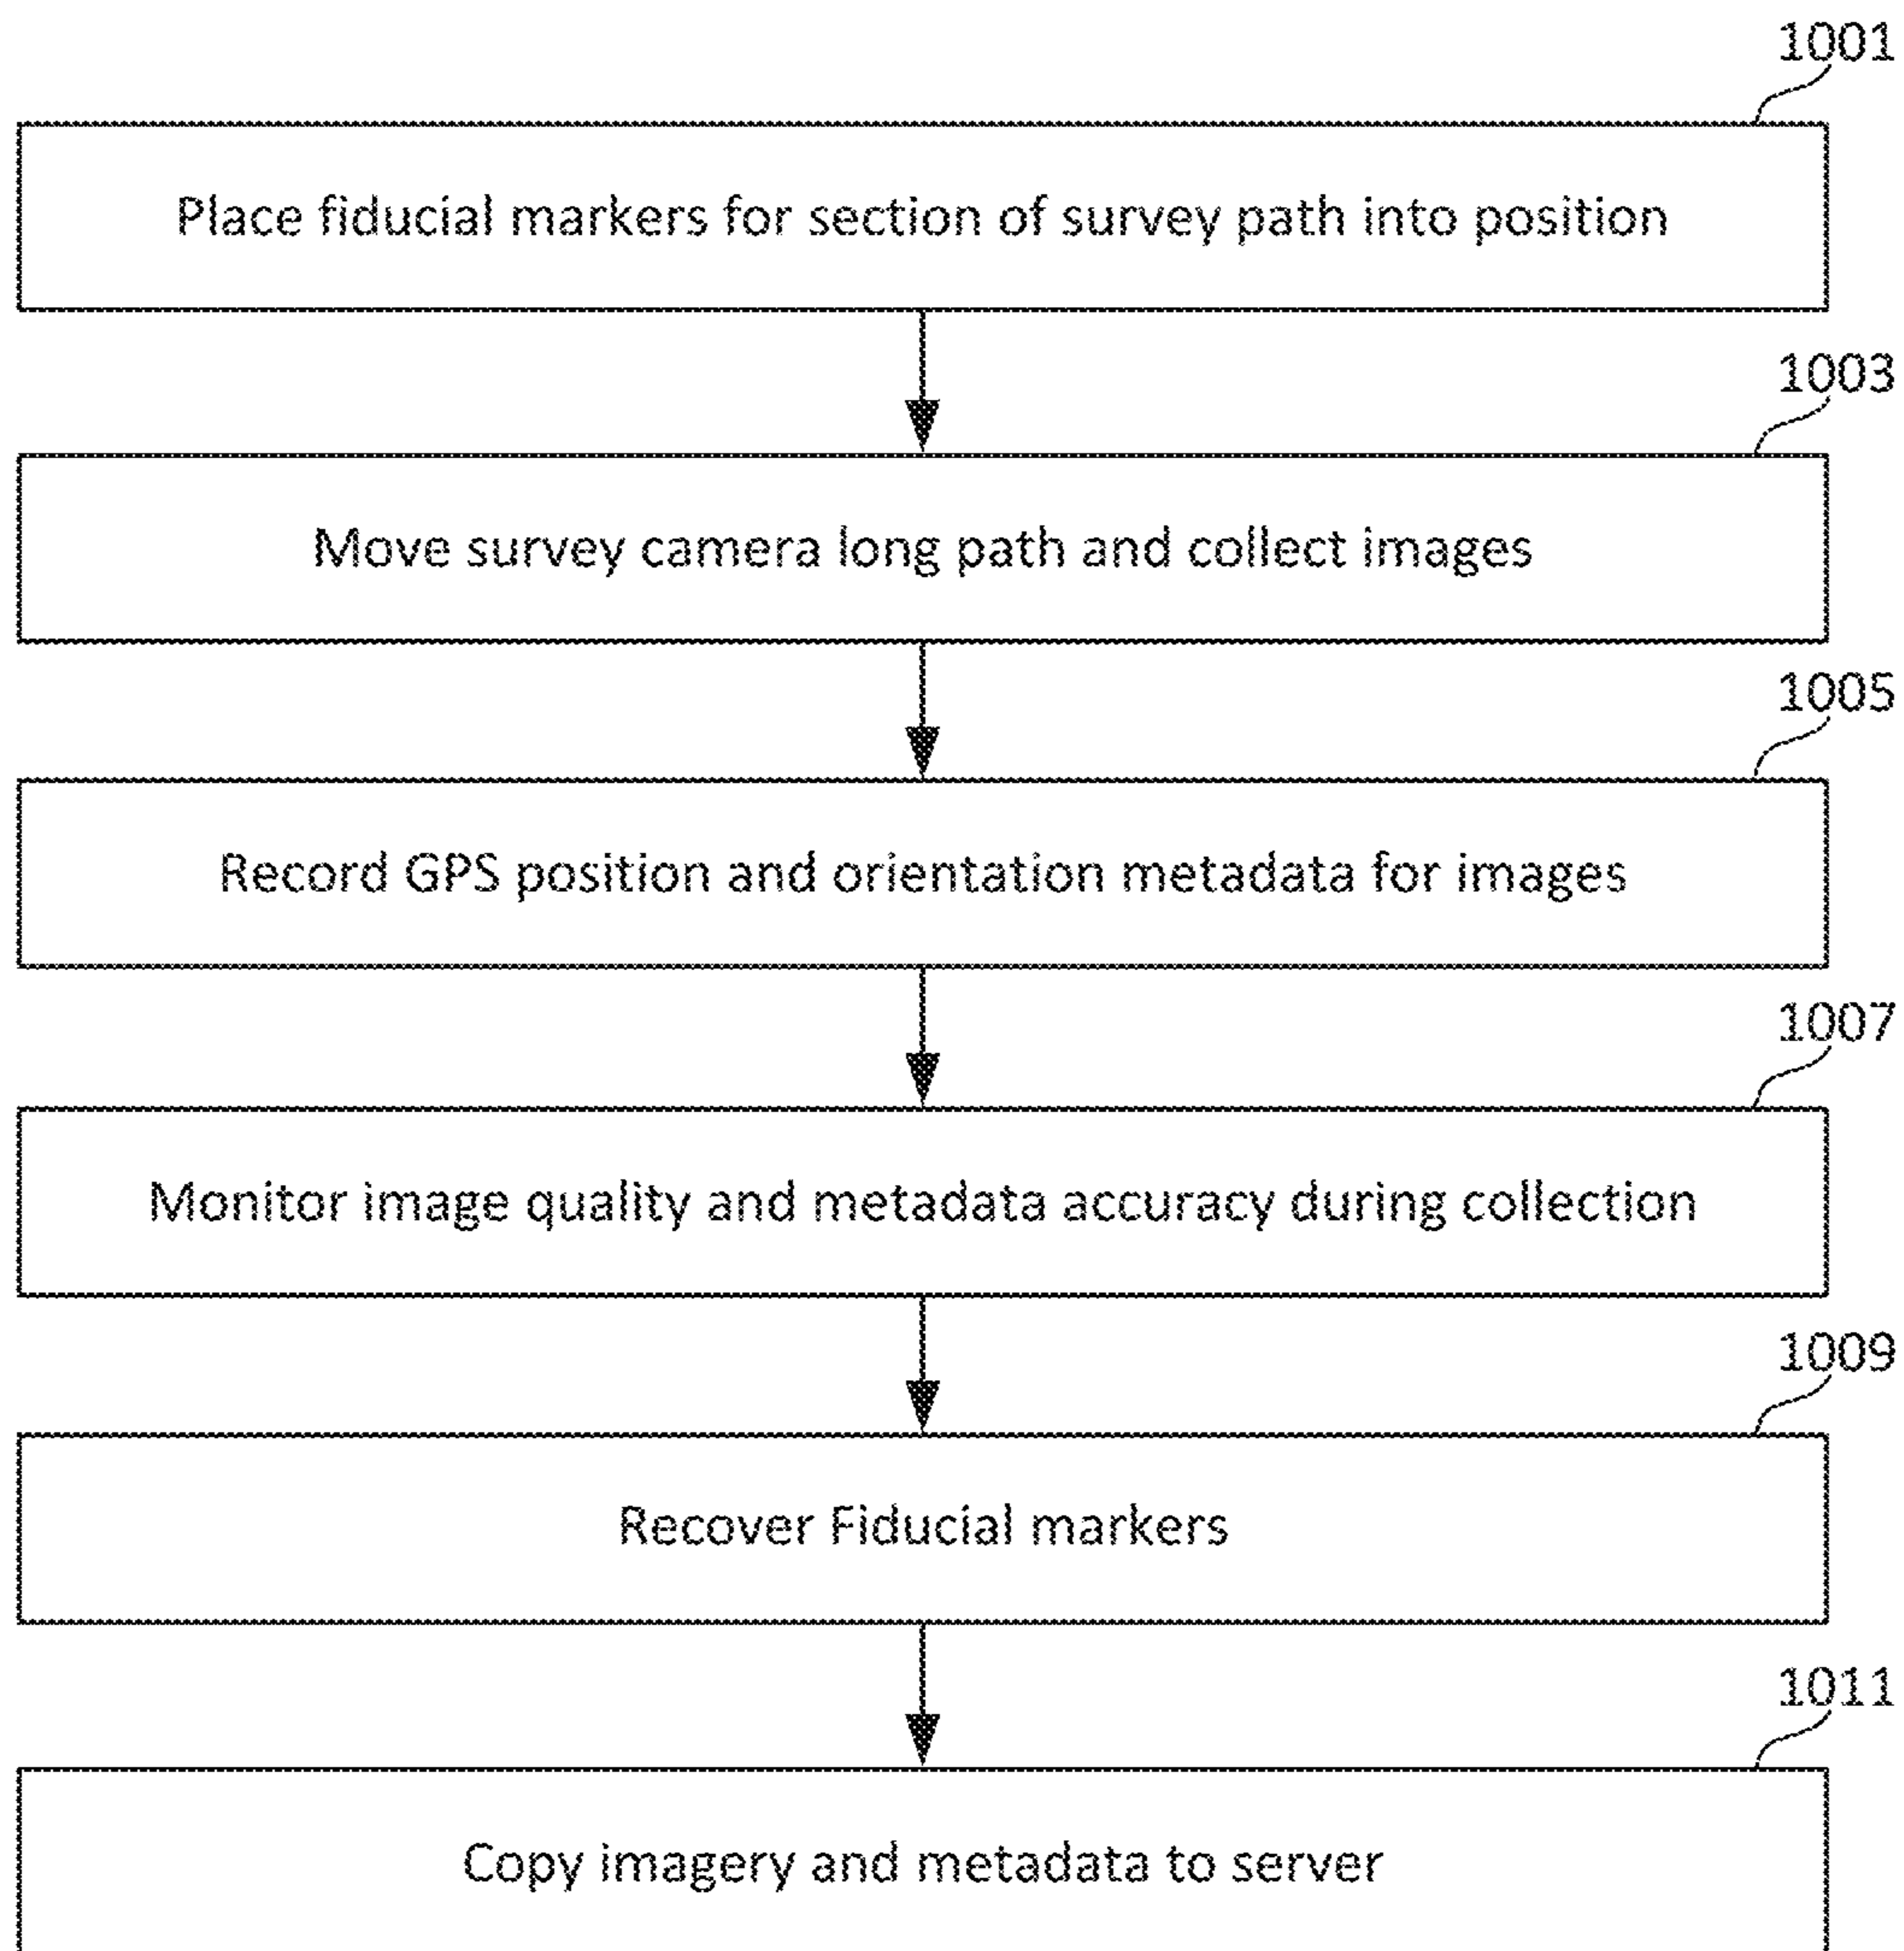 1001
Place fiducial markers for section of survey path into position
1003
Move survey camera long path and collect images
1005
Record GPS position and orientation metadata for images
1007
Monitor image quality and metadata accuracy during collection
1009
Recover Fiducial markers
1011
Copy imagery and metadata to server